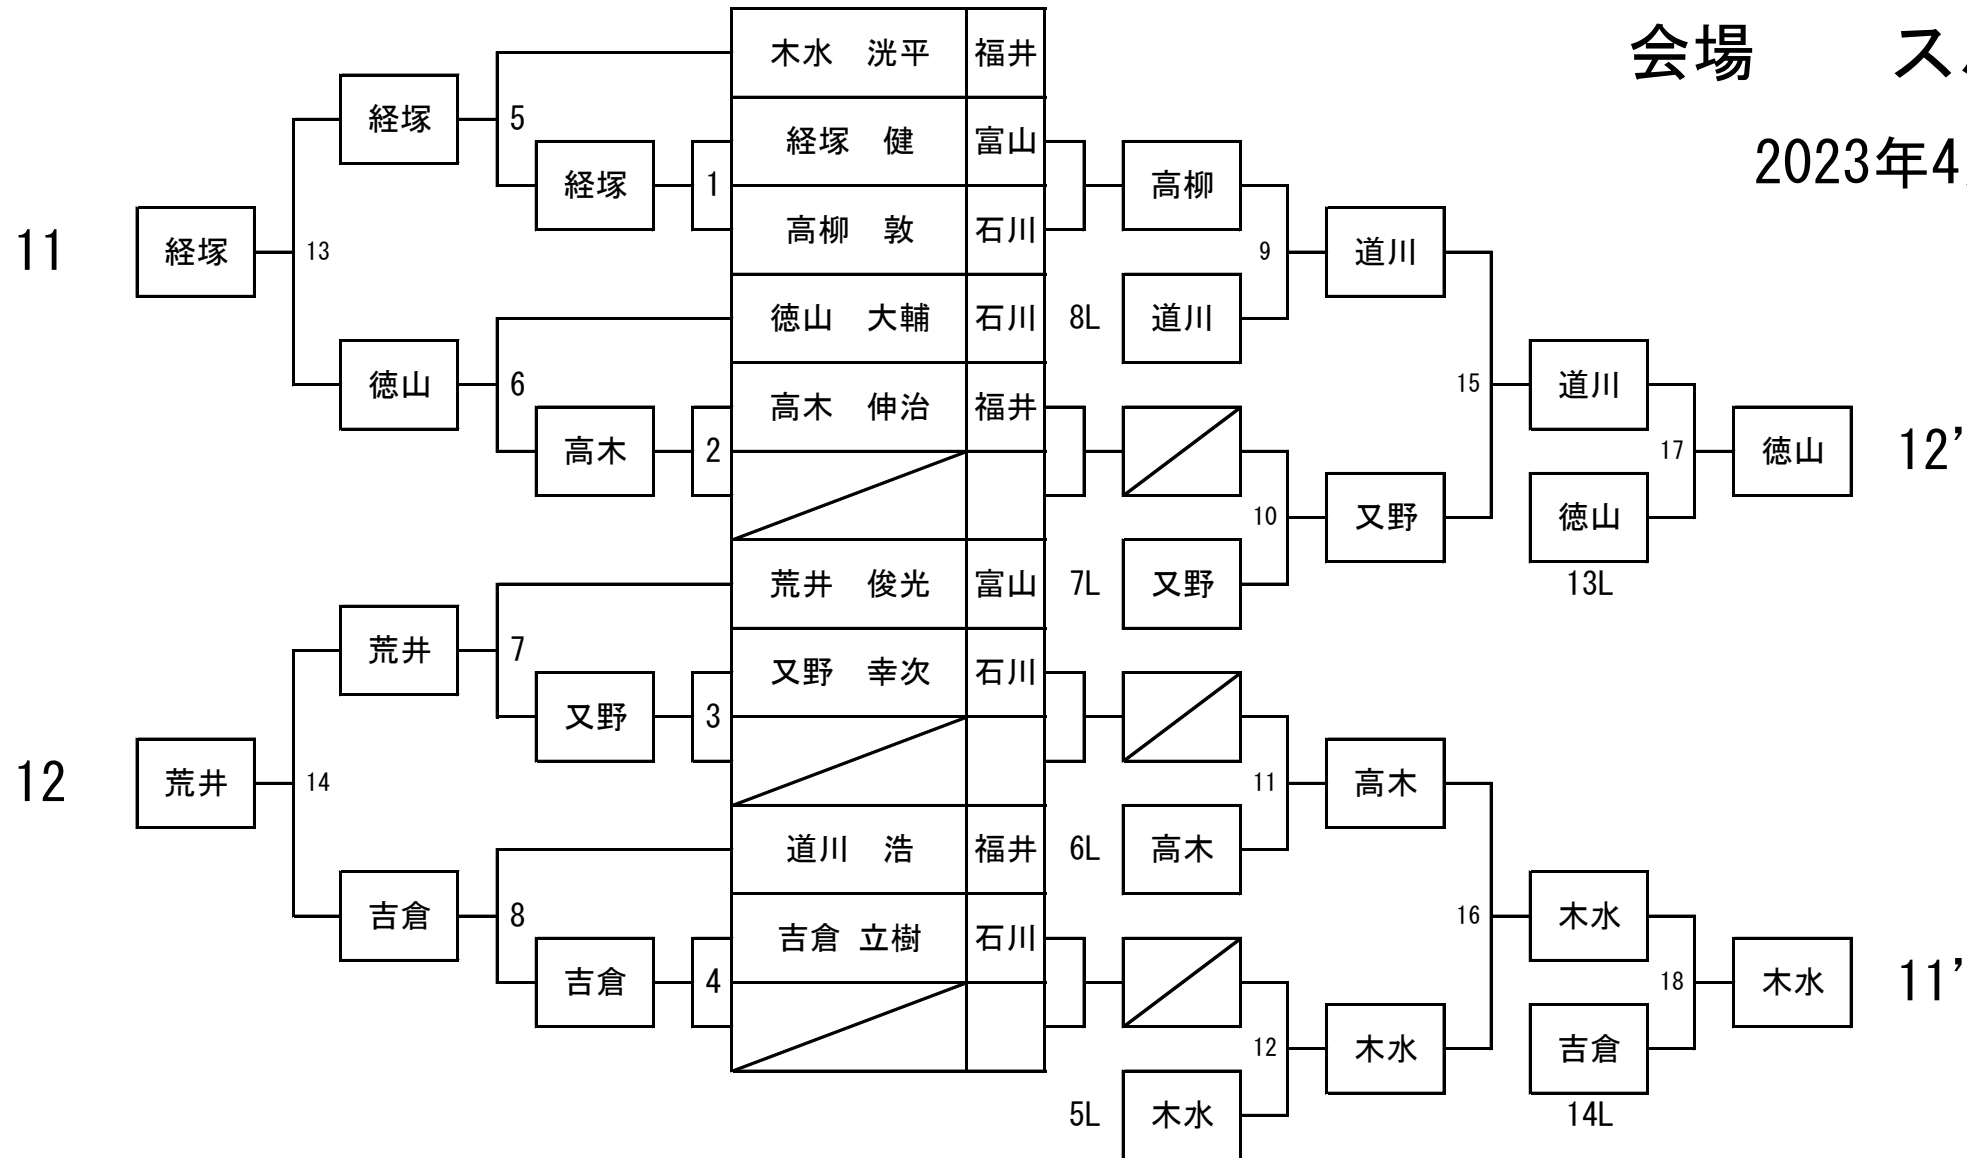 会場　　ス
2023年4
木水　洸平 福井
経塚 5
経塚　健 富山
経塚 1 高柳
高柳　敦 石川
11 経塚 13 9 道川
徳山　大輔 石川 8L 道川
徳山 6 15 道川
高木　伸治 福井
高木 2 17 徳山 12’
又野 徳山
10
荒井　俊光 富山 7L 又野 13L
荒井 7
又野　幸次 石川
又野 3
12 荒井 14 11 高木
道川　浩 福井 6L 高木
吉倉 8 16 木水
吉倉 立樹 石川
吉倉 4 18 木水 11’
12 木水 吉倉
5L 木水 14L